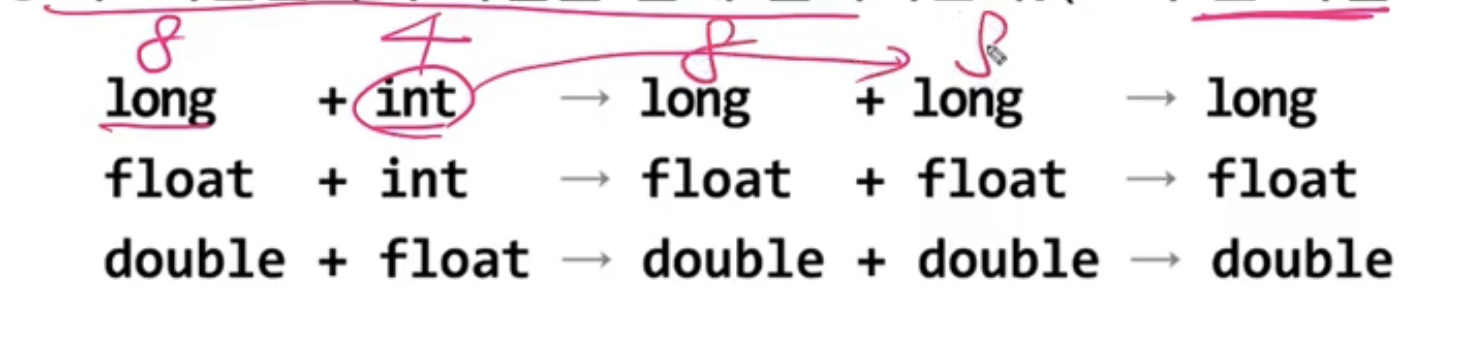 8 4 8 8
long + int → long + long → long
float + int → float + float → float
double + float → double + double → double